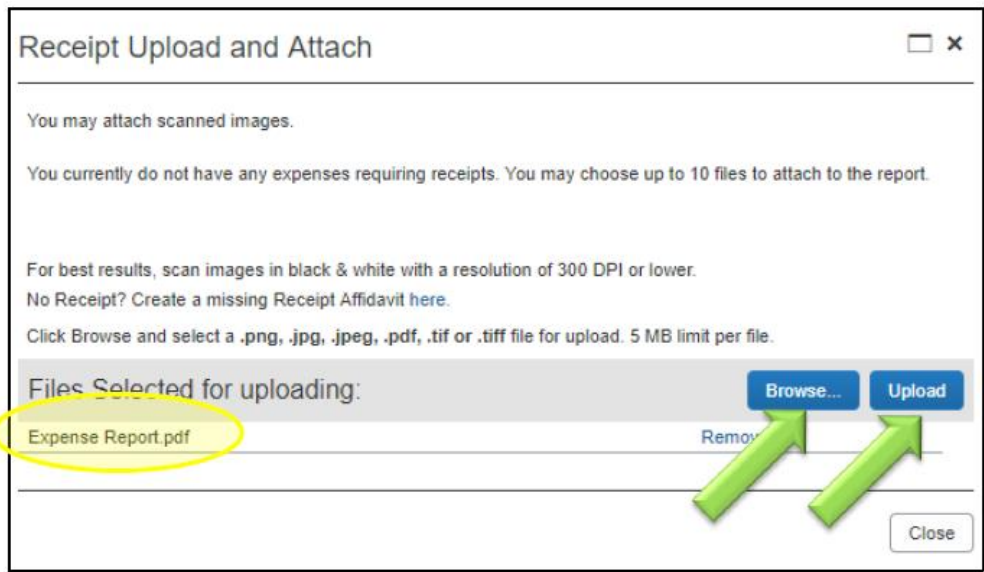 Receipt Upload and Attach
You may attach scanned images.
You currently do not have any expenses requiring receipts. You may choose up to 10 files to attach to the report.
For best results, scan images in black & white with a resolution of 300 DPI or lower.
No Receipt? Create a missing Receipt Affidavit here.
Click Browse and select a .png, .jpg, .jpeg, .pdf, .tif or .tiff file for upload. 5 MB limit per file.
Files Selected for uploading: Browse... Upload
Expense Report.pdf
Close